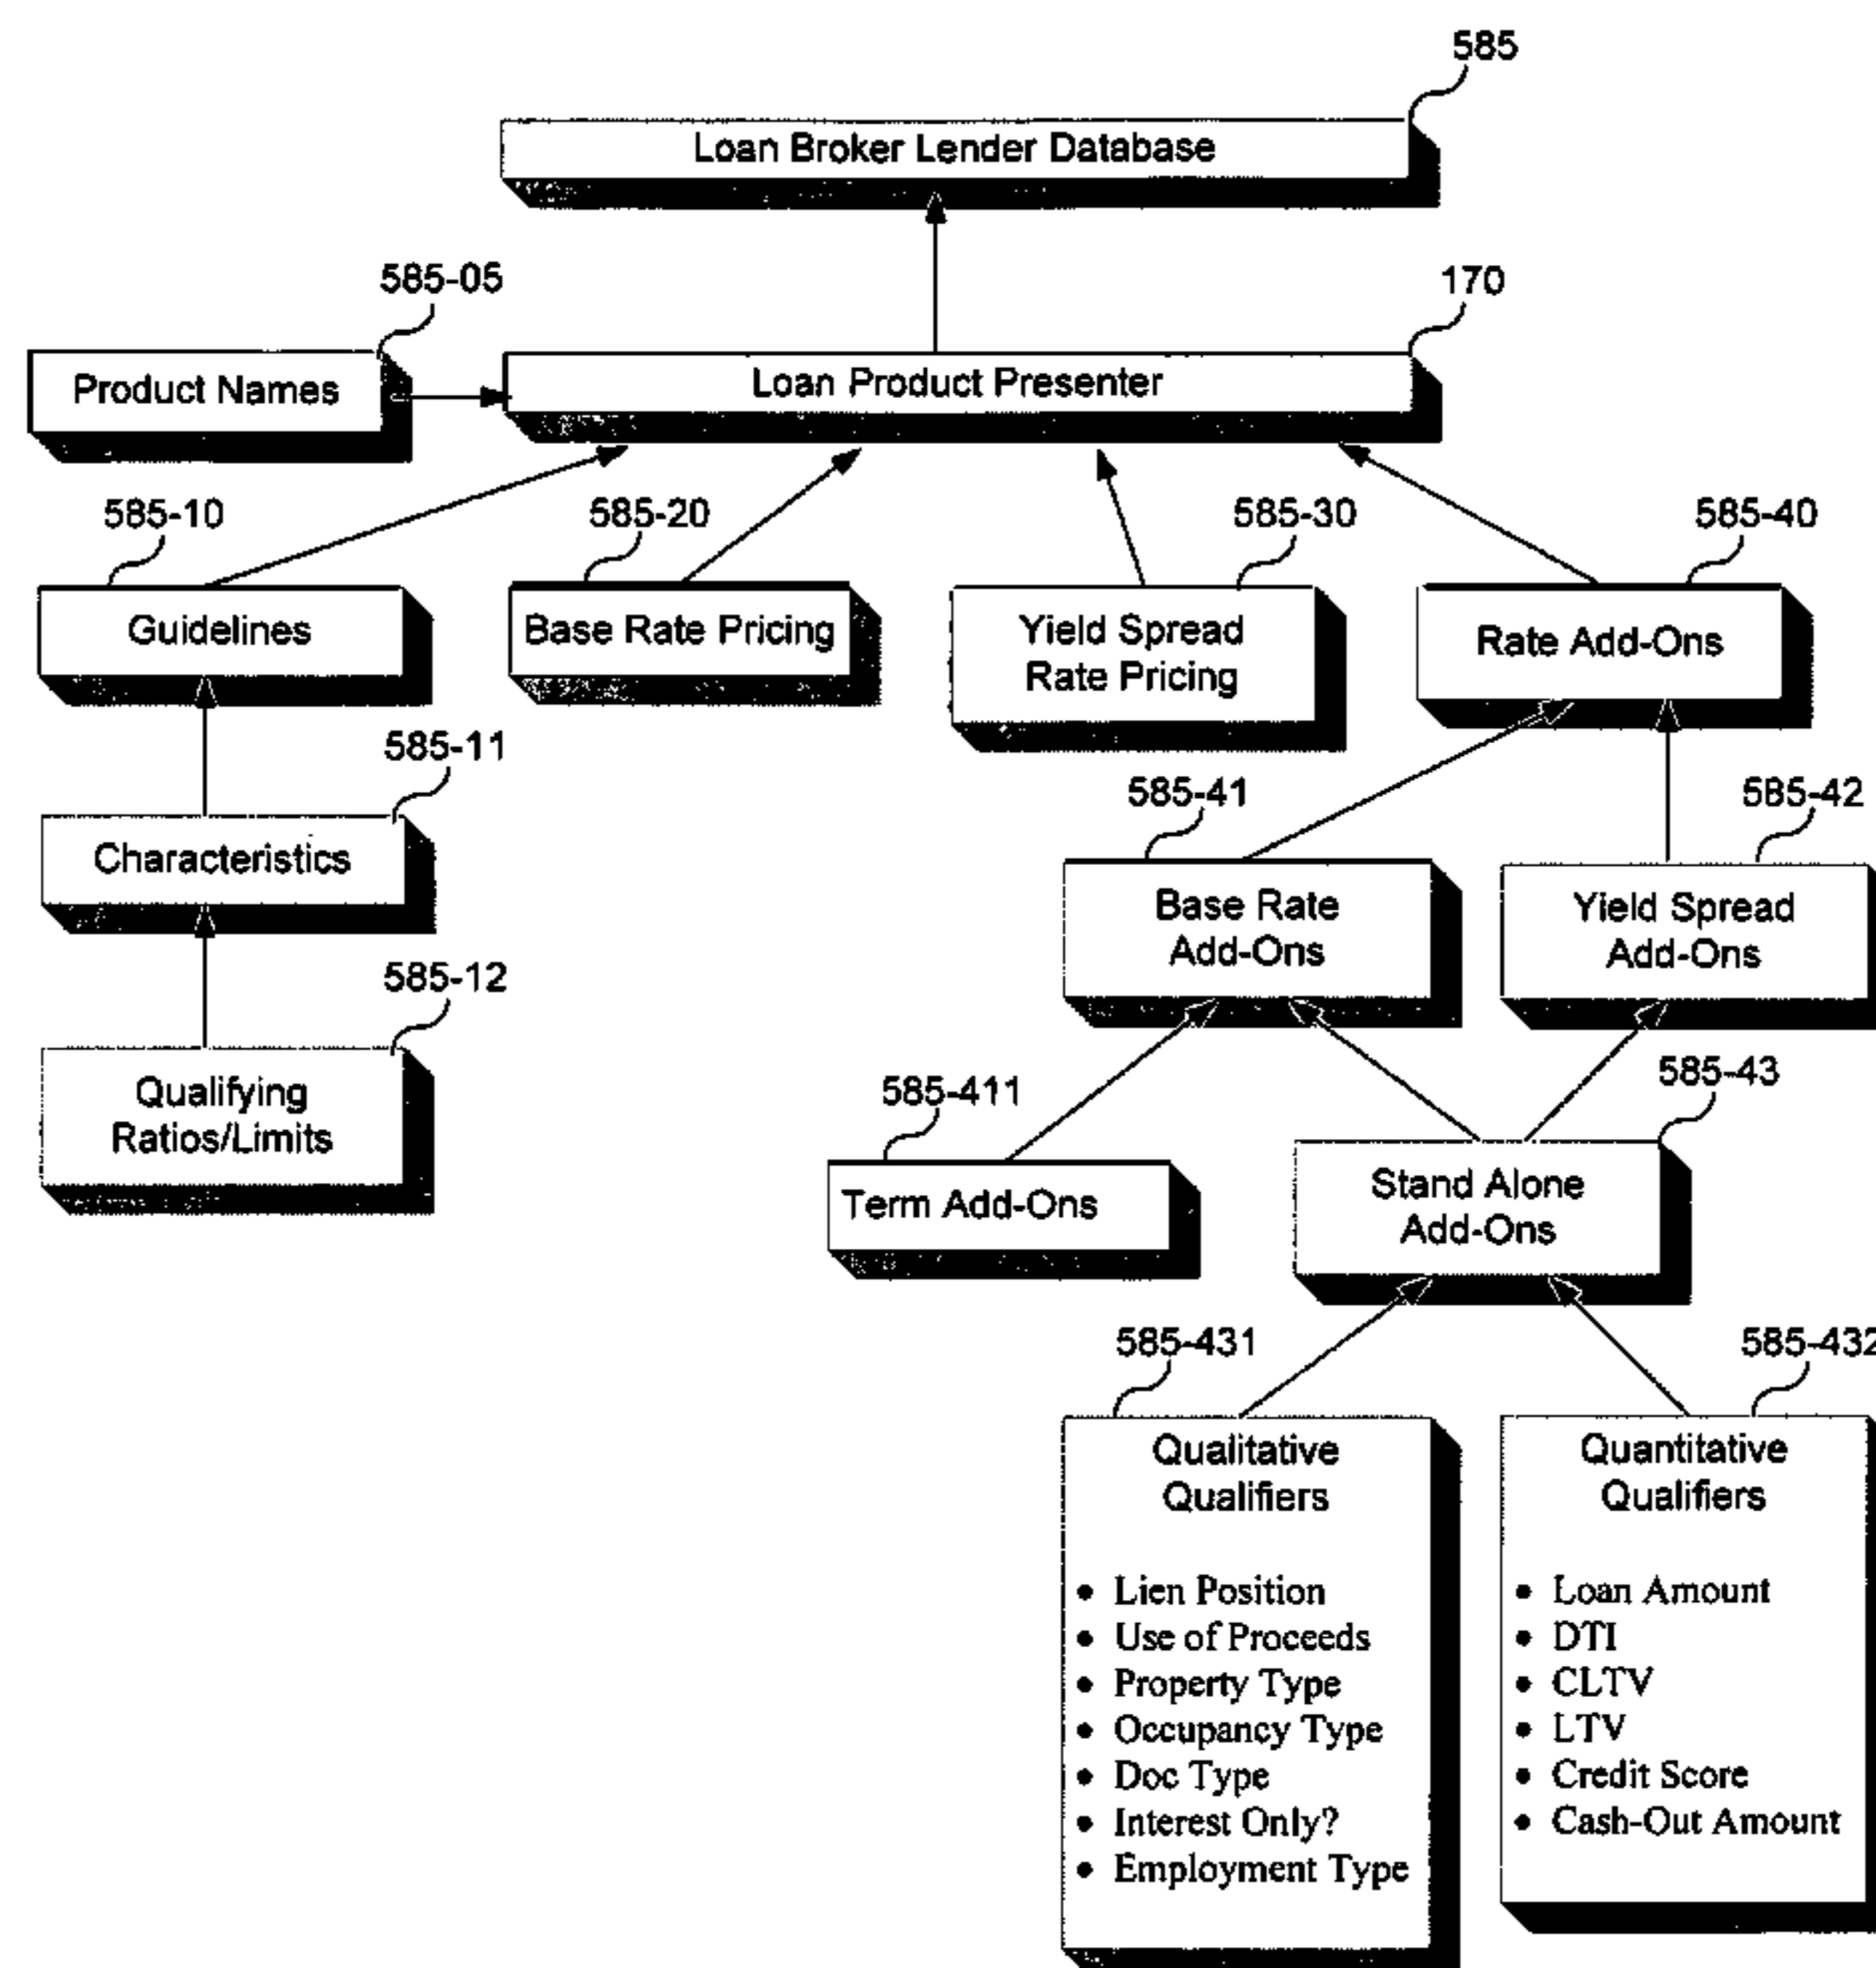 585
Loan Broker Lender Database
585-05
170
Product Names
Loan Product Presenter
585-10
585-20
585-30
585-40
Guidelines
Base Rate Pricing
Yield Spread
Rate Pricing
Rate Add-Ons
585-11
585-41
585-42
Characteristics
Base Rate
Add-Ons
Yield Spread
Add-Ons
585-12
Qualifying
Ratios/Limits
585-411
585-43
Term Add-Ons
Stand Alone
Add-Ons
585-431
585-432
Qualitative
Qualifiers
• Lien Position
• Use of Proceeds
• Property Type
• Occupancy Type
• Doc Type
• Interest Only?
• Employment Type
Quantitative
Qualifiers
• Loan Amount
• DTI
• CLTV
• LTV
• Credit Score
• Cash-Out Amount